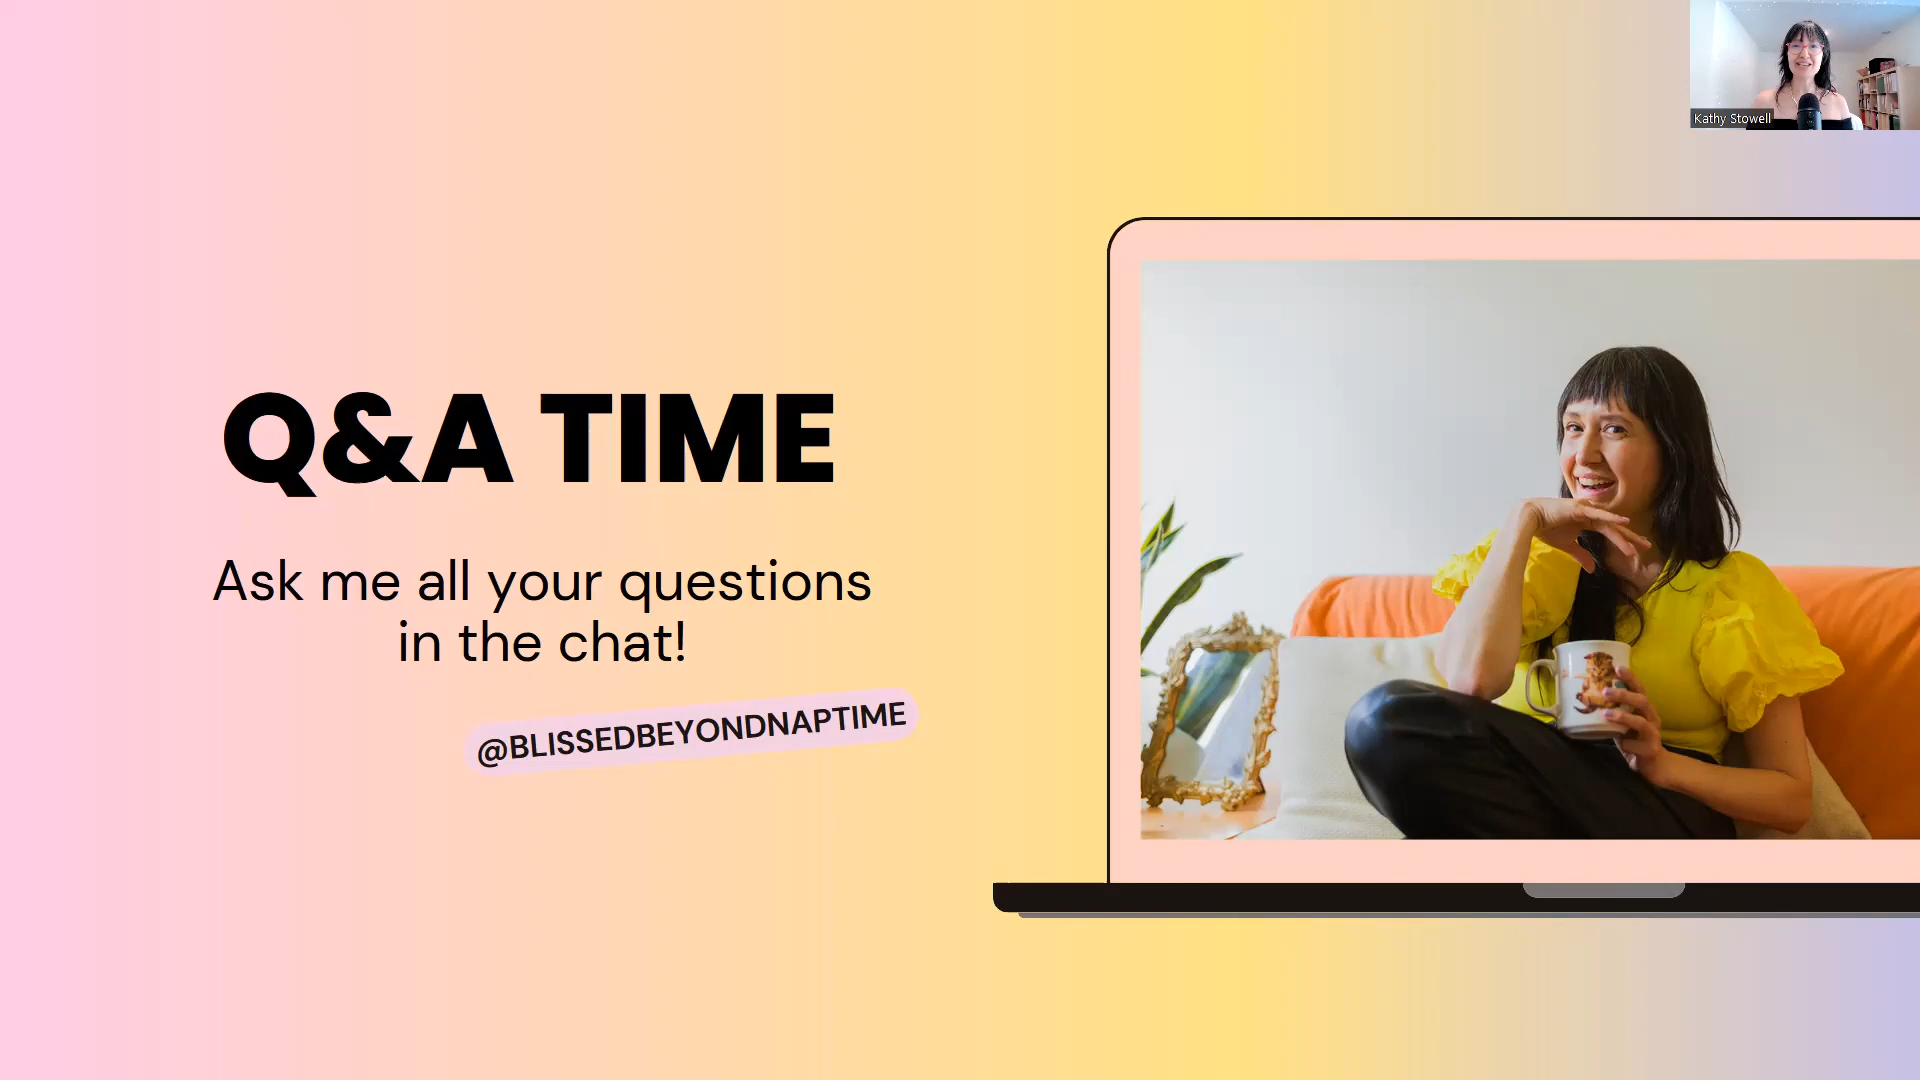 Kathy Stowell
Q&A TIME
Ask me all your questions
in the chat!
@BLISSEDBEYONDNAPTIME